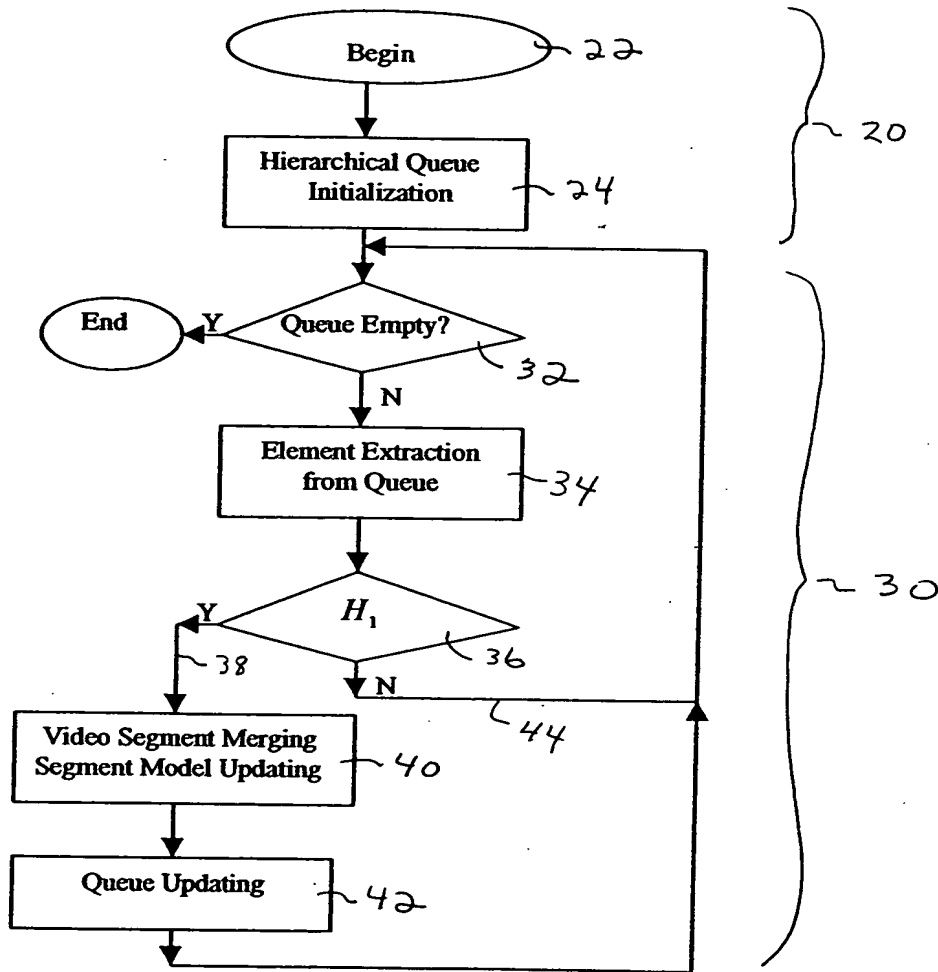 Begin
22
20
Hierarchical Queue
Initialization
24
End
Y
Queue Empty?
32
N
Element Extraction
from Queue
34
30
Y
H₁
36
38
N
44
Video Segment Merging
Segment Model Updating
40
Queue Updating
42